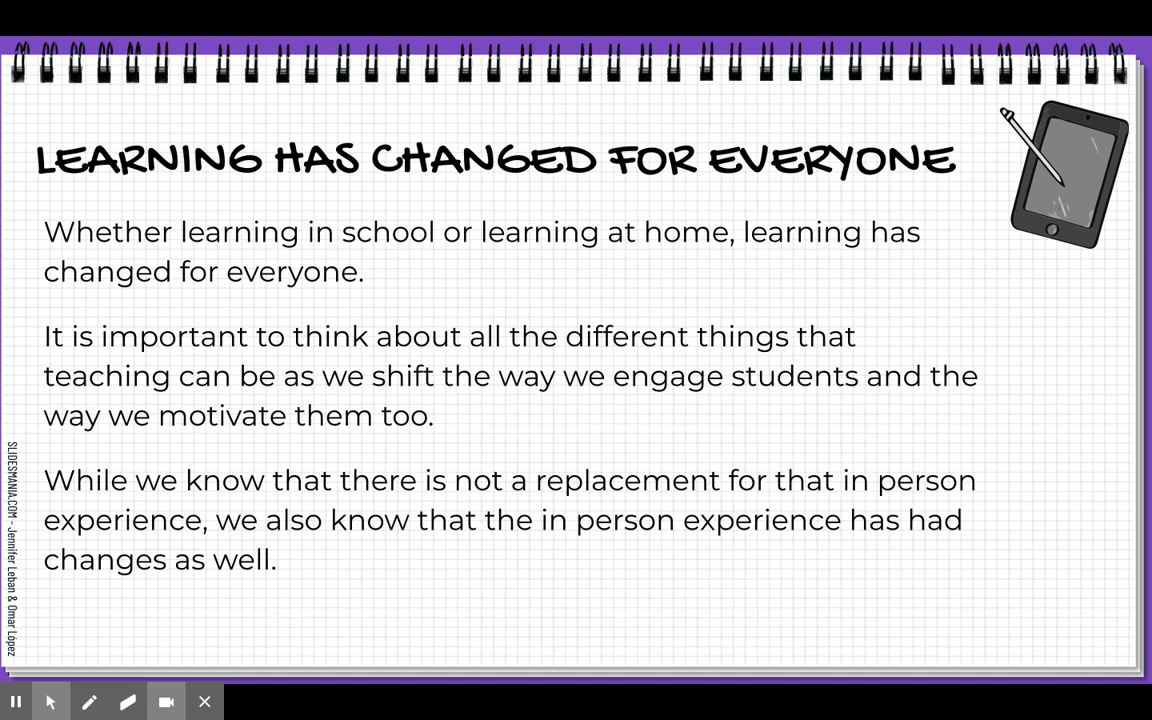 LEARNING HAS CHANGED FOR EVERYONE
Whether learning in school or learning at home, learning has
changed for everyone.
It is important to think about all the different things that
teaching can be as we shift the way we engage students and the
way we motivate them too.
While we know that there is not a replacement for that in person
experience, we also know that the in person experience has had
changes as well.
SLIDESMANIA.COM - Jennifer Leban & Omar López